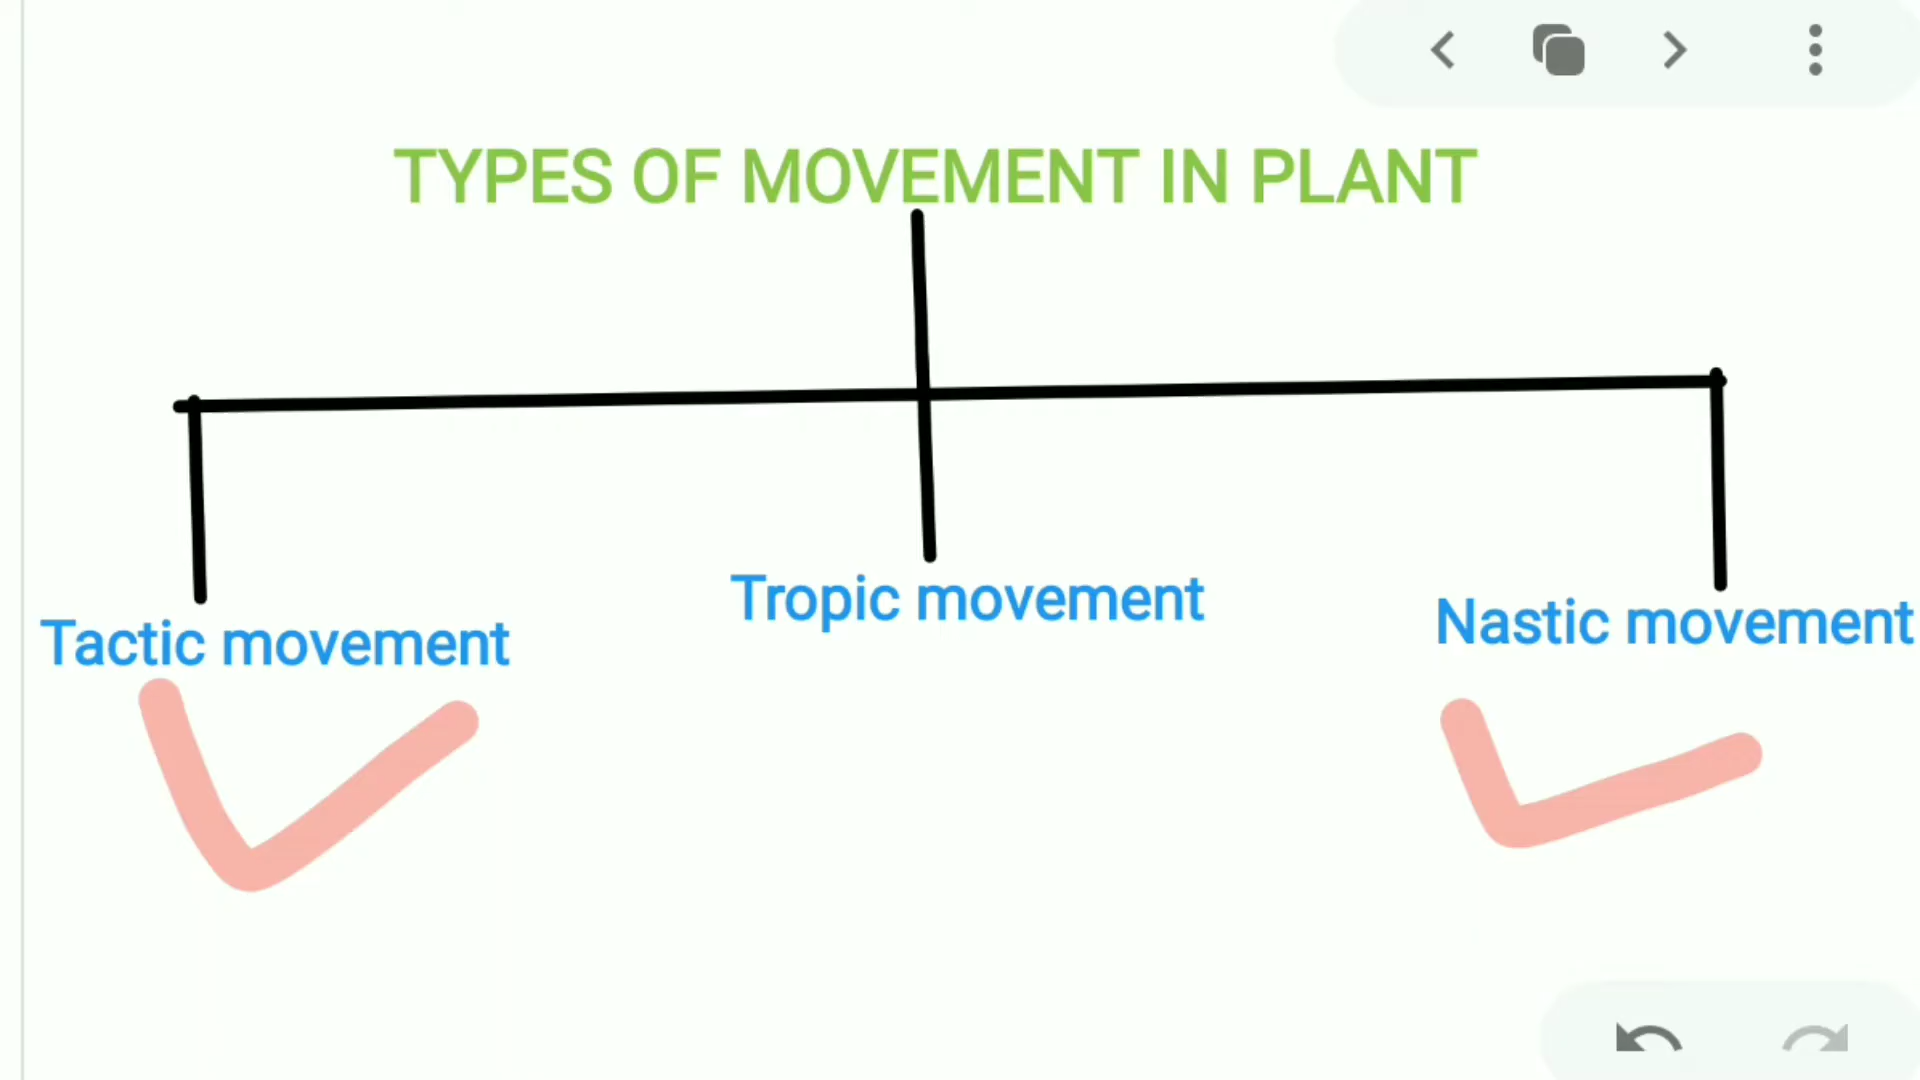 TYPES OF MOVEMENT IN PLANT
Tactic movement
Tropic movement
Nastic movement